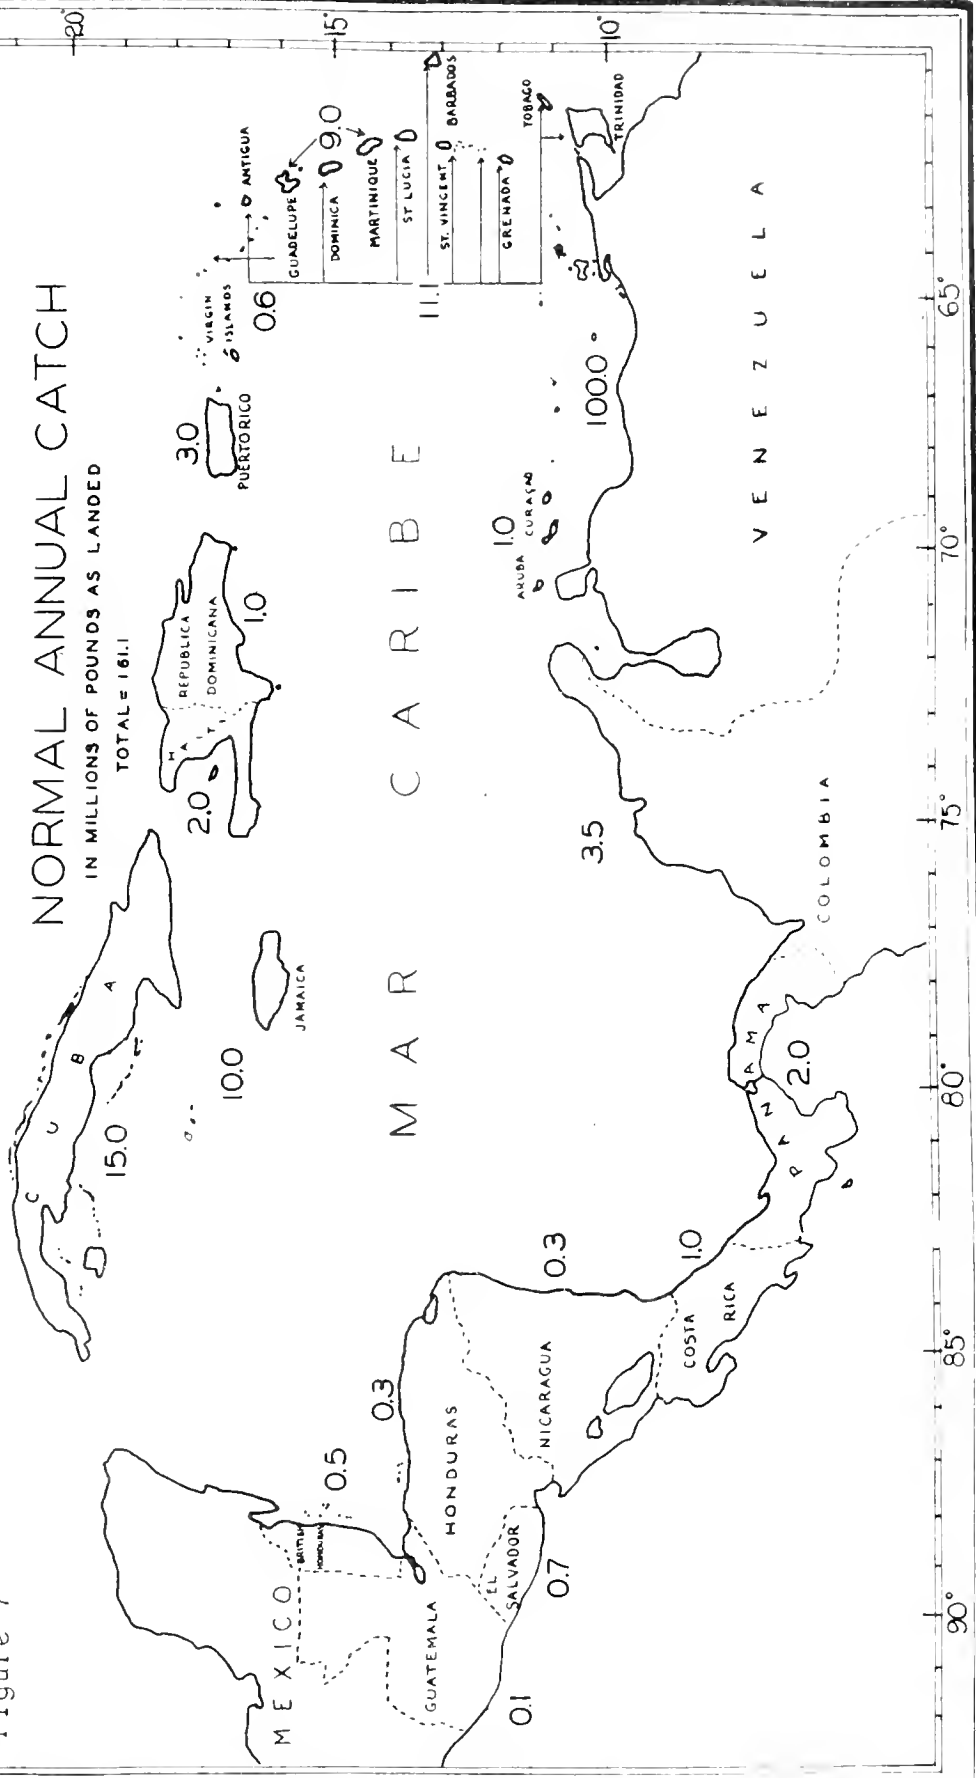 Figure 7
NORMAL ANNUAL CATCH
IN MILLIONS OF POUNDS AS LANDED
TOTAL = 161.1
20°
15°
10°
MEXICO
CUBA
15.0
10.0
JAMAICA
HAITI
2.0
REPUBLICA
DOMINICANA
1.0
3.0
PUERTO RICO
VIRGIN
ISLANDS
0.6
ANTIGUA
GUADELUPE
9.0
DOMINICA
MARTINIQUE
ST LUCIA
11.1
BARBADOS
ST. VINCENT
GRENADA
TOBAGO
TRINIDAD
MAR CARIBE
BRITISH
HONDURAS
0.5
0.3
HONDURAS
GUATEMALA
0.1
EL
SALVADOR
0.7
NICARAGUA
0.3
COSTA
RICA
1.0
PANAMA
2.0
3.5
COLOMBIA
ARUBA
1.0
CURAÇAO
100.0
VENEZUELA
90°
85°
80°
75°
70°
65°